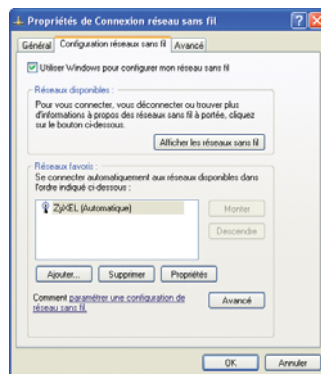 Propriétés de Connexion réseau sans fil
Général
Configuration réseaux sans fil
Avancé
Utiliser Windows pour configurer mon réseau sans fil
Réseaux disponibles :
Pour vous connecter, vous déconnecter ou trouver plus
d'informations à propos des réseaux sans fil à portée, cliquez
sur le bouton ci-dessous.
Afficher les réseaux sans fil
Réseaux favoris :
Se connecter automatiquement aux réseaux disponibles dans
l'ordre indiqué ci-dessous :
ZyXEL (Automatique)
Monter
Descendre
Ajouter...
Supprimer
Propriétés
Comment paramétrer une configuration de
réseau sans fil.
Avancé
OK
Annuler